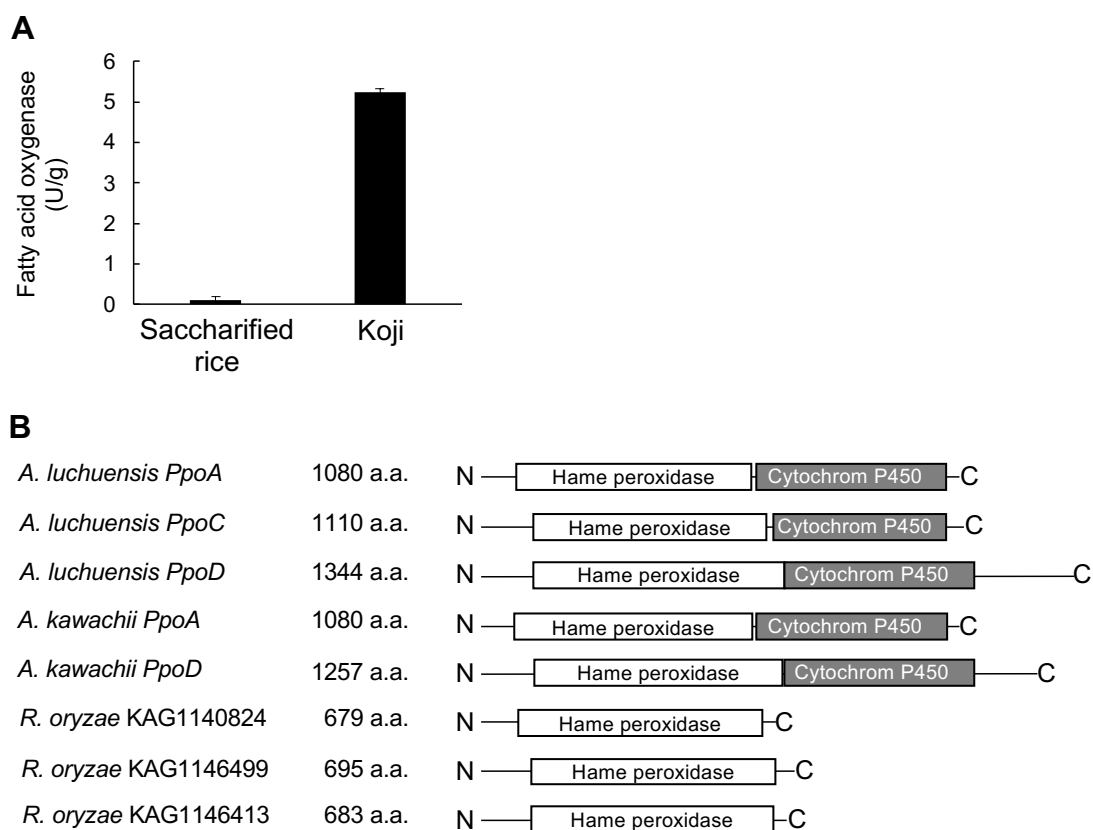 A
Fatty acid oxygenase
(U/g)
6
5
4
3
2
1
0
Saccharified
rice
Koji
B
A. luchuensis PpoA 1080 a.a. N Hame peroxidase Cytochrom P450 C
A. luchuensis PpoC 1110 a.a. N Hame peroxidase Cytochrom P450 C
A. luchuensis PpoD 1344 a.a. N Hame peroxidase Cytochrom P450 C
A. kawachii PpoA 1080 a.a. N Hame peroxidase Cytochrom P450 C
A. kawachii PpoD 1257 a.a. N Hame peroxidase Cytochrom P450 C
R. oryzae KAG1140824 679 a.a. N Hame peroxidase C
R. oryzae KAG1146499 695 a.a. N Hame peroxidase C
R. oryzae KAG1146413 683 a.a. N Hame peroxidase C